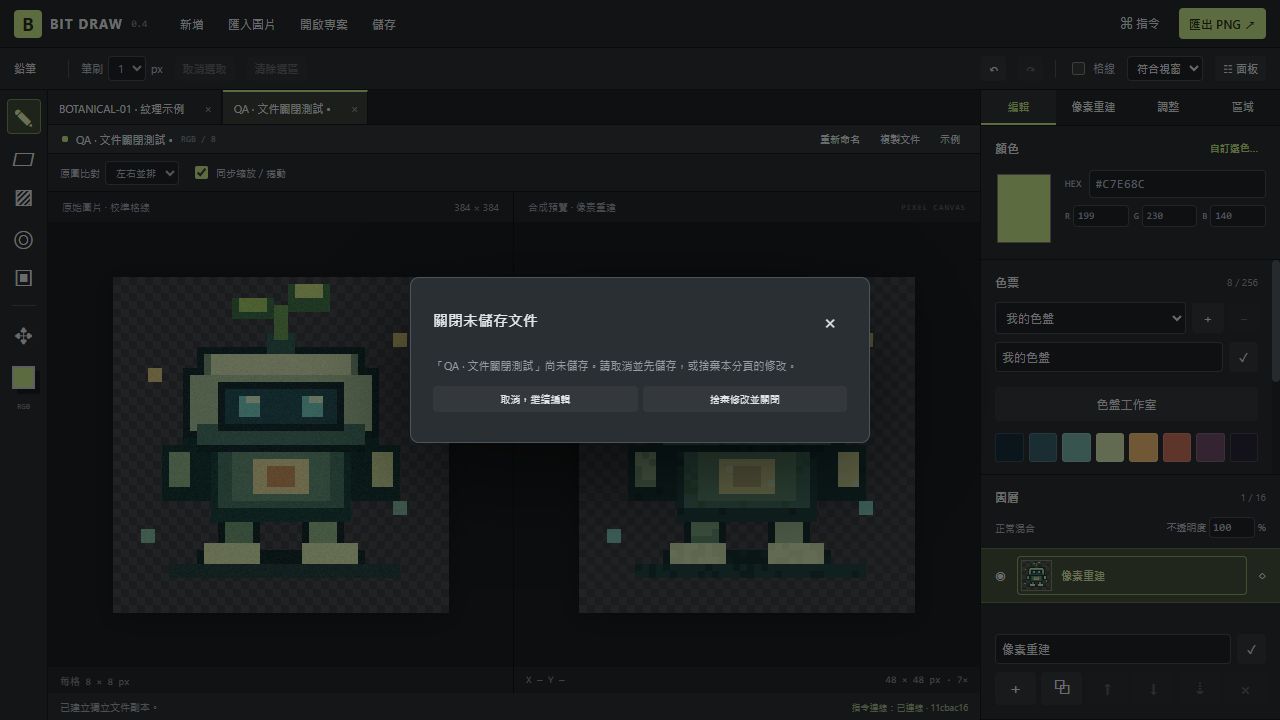 B BIT DRAW 0.4 新增 匯入圖片 開啟專案 儲存 ⌘ 指令 匯出 PNG ↗
鉛筆 筆刷 1 px 取消選取 清除選區 ↶ ↷ 格線 符合視窗 ☷ 面板
BOTANICAL-01 · 紋理示例 × QA · 文件關閉測試 • ×
編輯 像素重建 調整 區域
QA · 文件關閉測試 • RGB / 8 重新命名 複製文件 示例
原圖比對 左右並排 同步縮放 / 捲動
原始圖片 · 校準格線 384 × 384 合成預覽 · 像素重建 PIXEL CANVAS
關閉未儲存文件 ×
「QA · 文件關閉測試」尚未儲存。請取消並先儲存，或捨棄本分頁的修改。
取消，繼續編輯 捨棄修改並關閉
RGB
每格 8 × 8 px X — Y — 48 × 48 px · 7×
已建立獨立文件副本。 指令連線：已連線 · 11cbac16
顏色 自訂選色…
HEX #C7E68C
R 199 G 230 B 140
色票 8 / 256
我的色盤 + −
我的色盤 ✓
色盤工作室
圖層 1 / 16
正常混合 不透明度 100 %
◉ 像素重建 ◇
像素重建 ✓
+ ↑ ↓ ⇣ ×